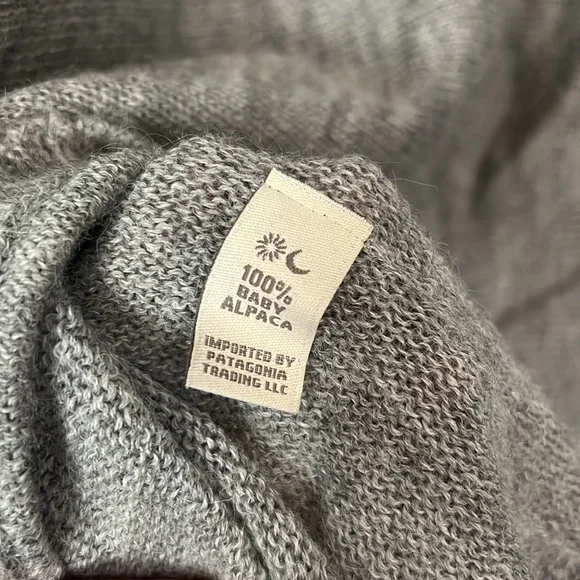 100%
BABY
ALPACA
IMPORTED BY
PATAGONIA
TRADING LLC